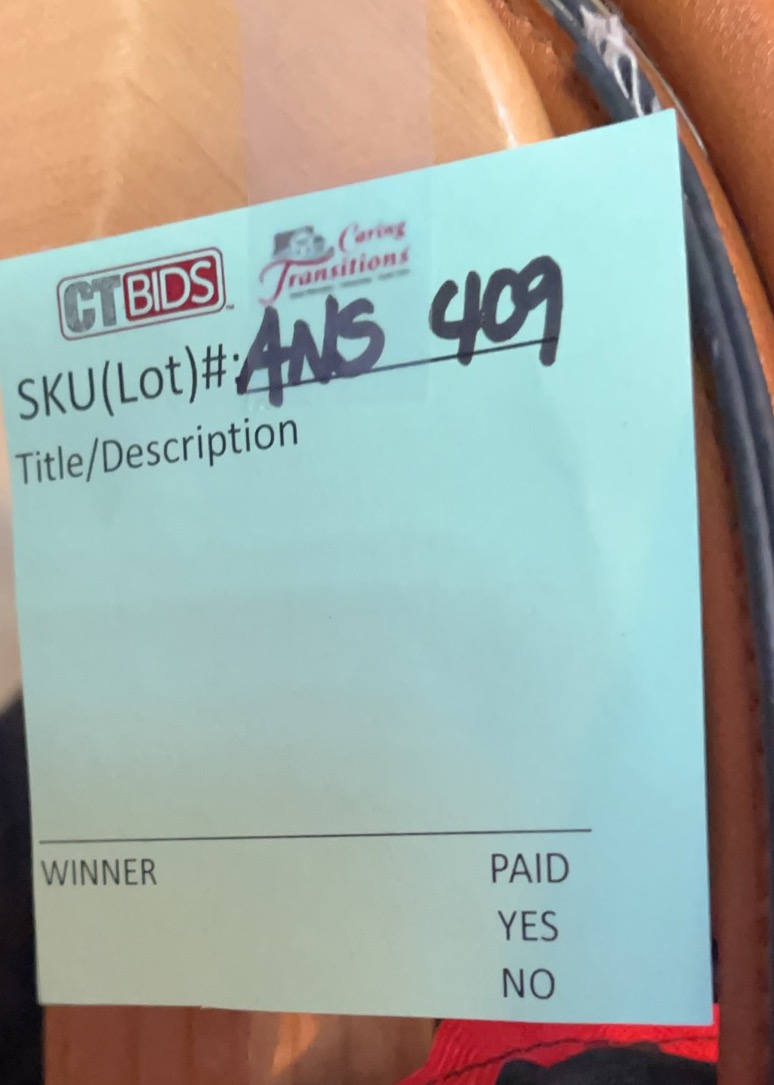 CTBIDS
Caring
Transitions
SKU(Lot)#: ANS 409
Title/Description
WINNER PAID
YES
NO